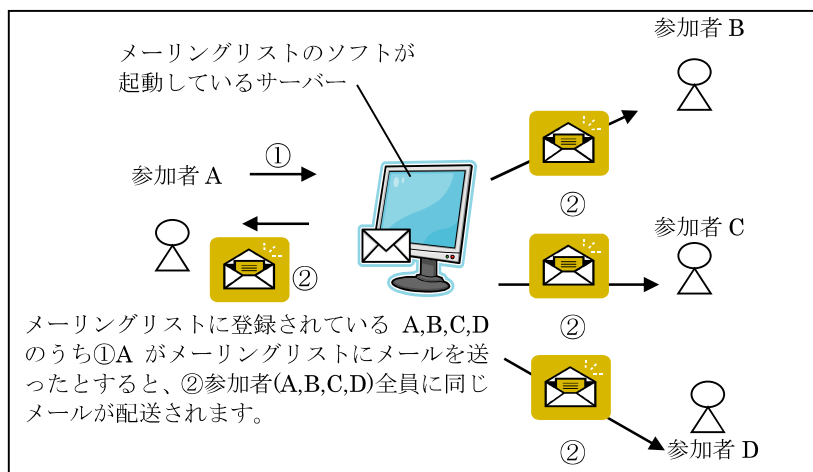 参加者 B
メーリングリストのソフトが
起動しているサーバー
①
参加者 A
②
参加者 C
②
②
メーリングリストに登録されている A,B,C,D
のうち①A がメーリングリストにメールを送
ったとすると、②参加者(A,B,C,D)全員に同じ
メールが配送されます。
②
参加者 D